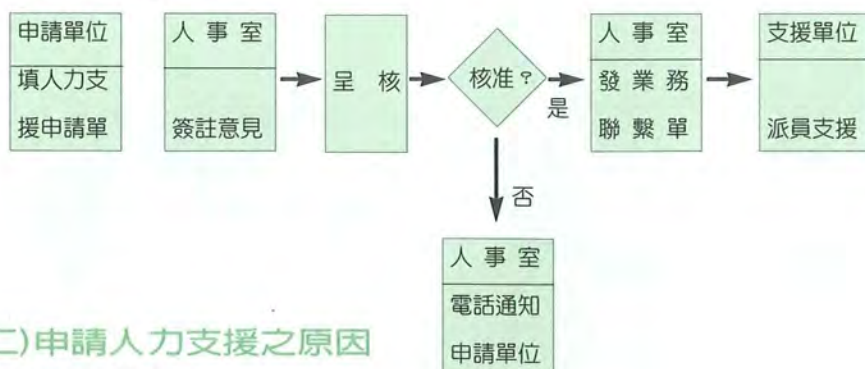 申請單位
填人力支
援申請單
人事室
簽註意見
呈核
核准？
是
人事室
發業務
聯繫單
支援單位
派員支援
否
人事室
電話通知
申請單位
二)申請人力支援之原因